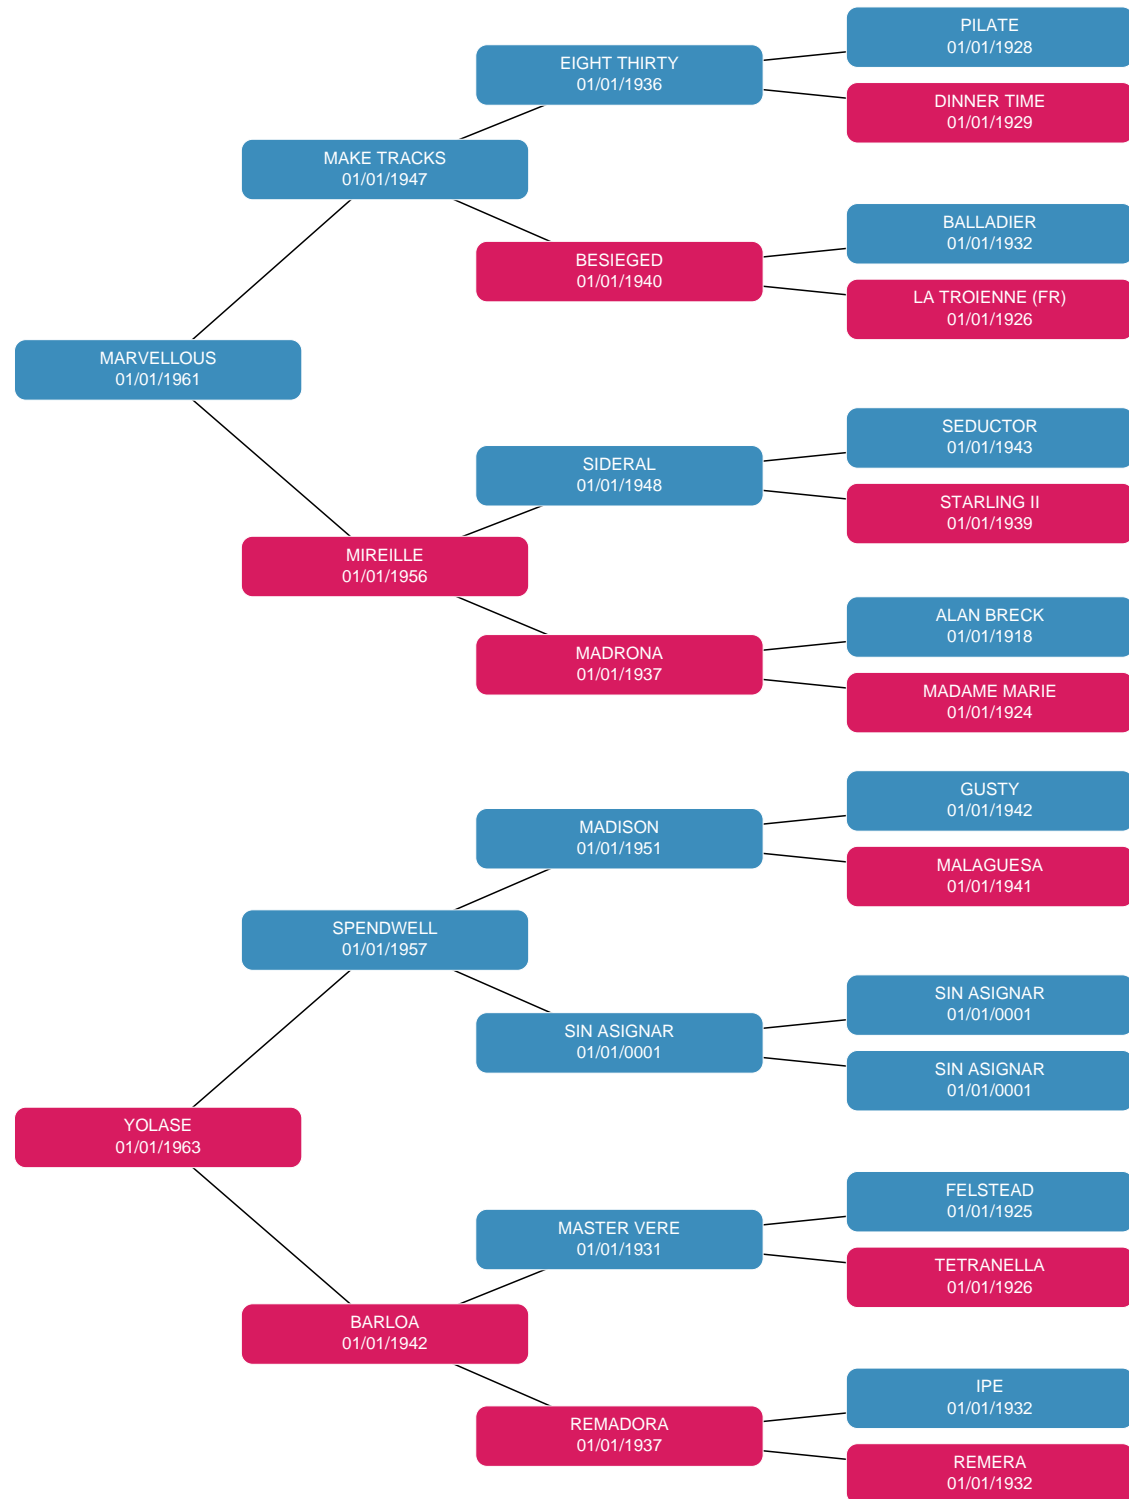 PILATE
01/01/1928
EIGHT THIRTY
01/01/1936
DINNER TIME
01/01/1929
MAKE TRACKS
01/01/1947
BALLADIER
01/01/1932
BESIEGED
01/01/1940
LA TROIENNE (FR)
01/01/1926
MARVELLOUS
01/01/1961
SEDUCTOR
01/01/1943
SIDERAL
01/01/1948
STARLING II
01/01/1939
MIREILLE
01/01/1956
ALAN BRECK
01/01/1918
MADRONA
01/01/1937
MADAME MARIE
01/01/1924
GUSTY
01/01/1942
MADISON
01/01/1951
MALAGUESA
01/01/1941
SPENDWELL
01/01/1957
SIN ASIGNAR
01/01/0001
SIN ASIGNAR
01/01/0001
SIN ASIGNAR
01/01/0001
YOLASE
01/01/1963
FELSTEAD
01/01/1925
MASTER VERE
01/01/1931
TETRANELLA
01/01/1926
BARLOA
01/01/1942
IPE
01/01/1932
REMADORA
01/01/1937
REMERA
01/01/1932